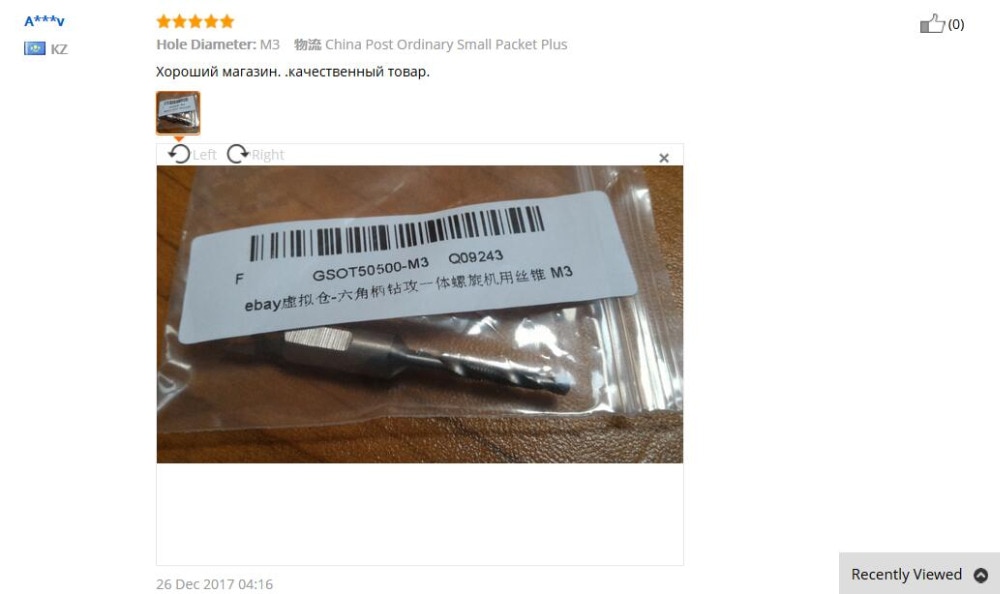 A***v
(0)
KZ
Hole Diameter: M3 物流 China Post Ordinary Small Packet Plus
Хороший магазин. .качественный товар.
Left Right
×
F GSOT50500-M3 Q09243
ebay虚拟仓-六角柄钻攻一体螺旋机用丝锥 M3
26 Dec 2017 04:16
Recently Viewed